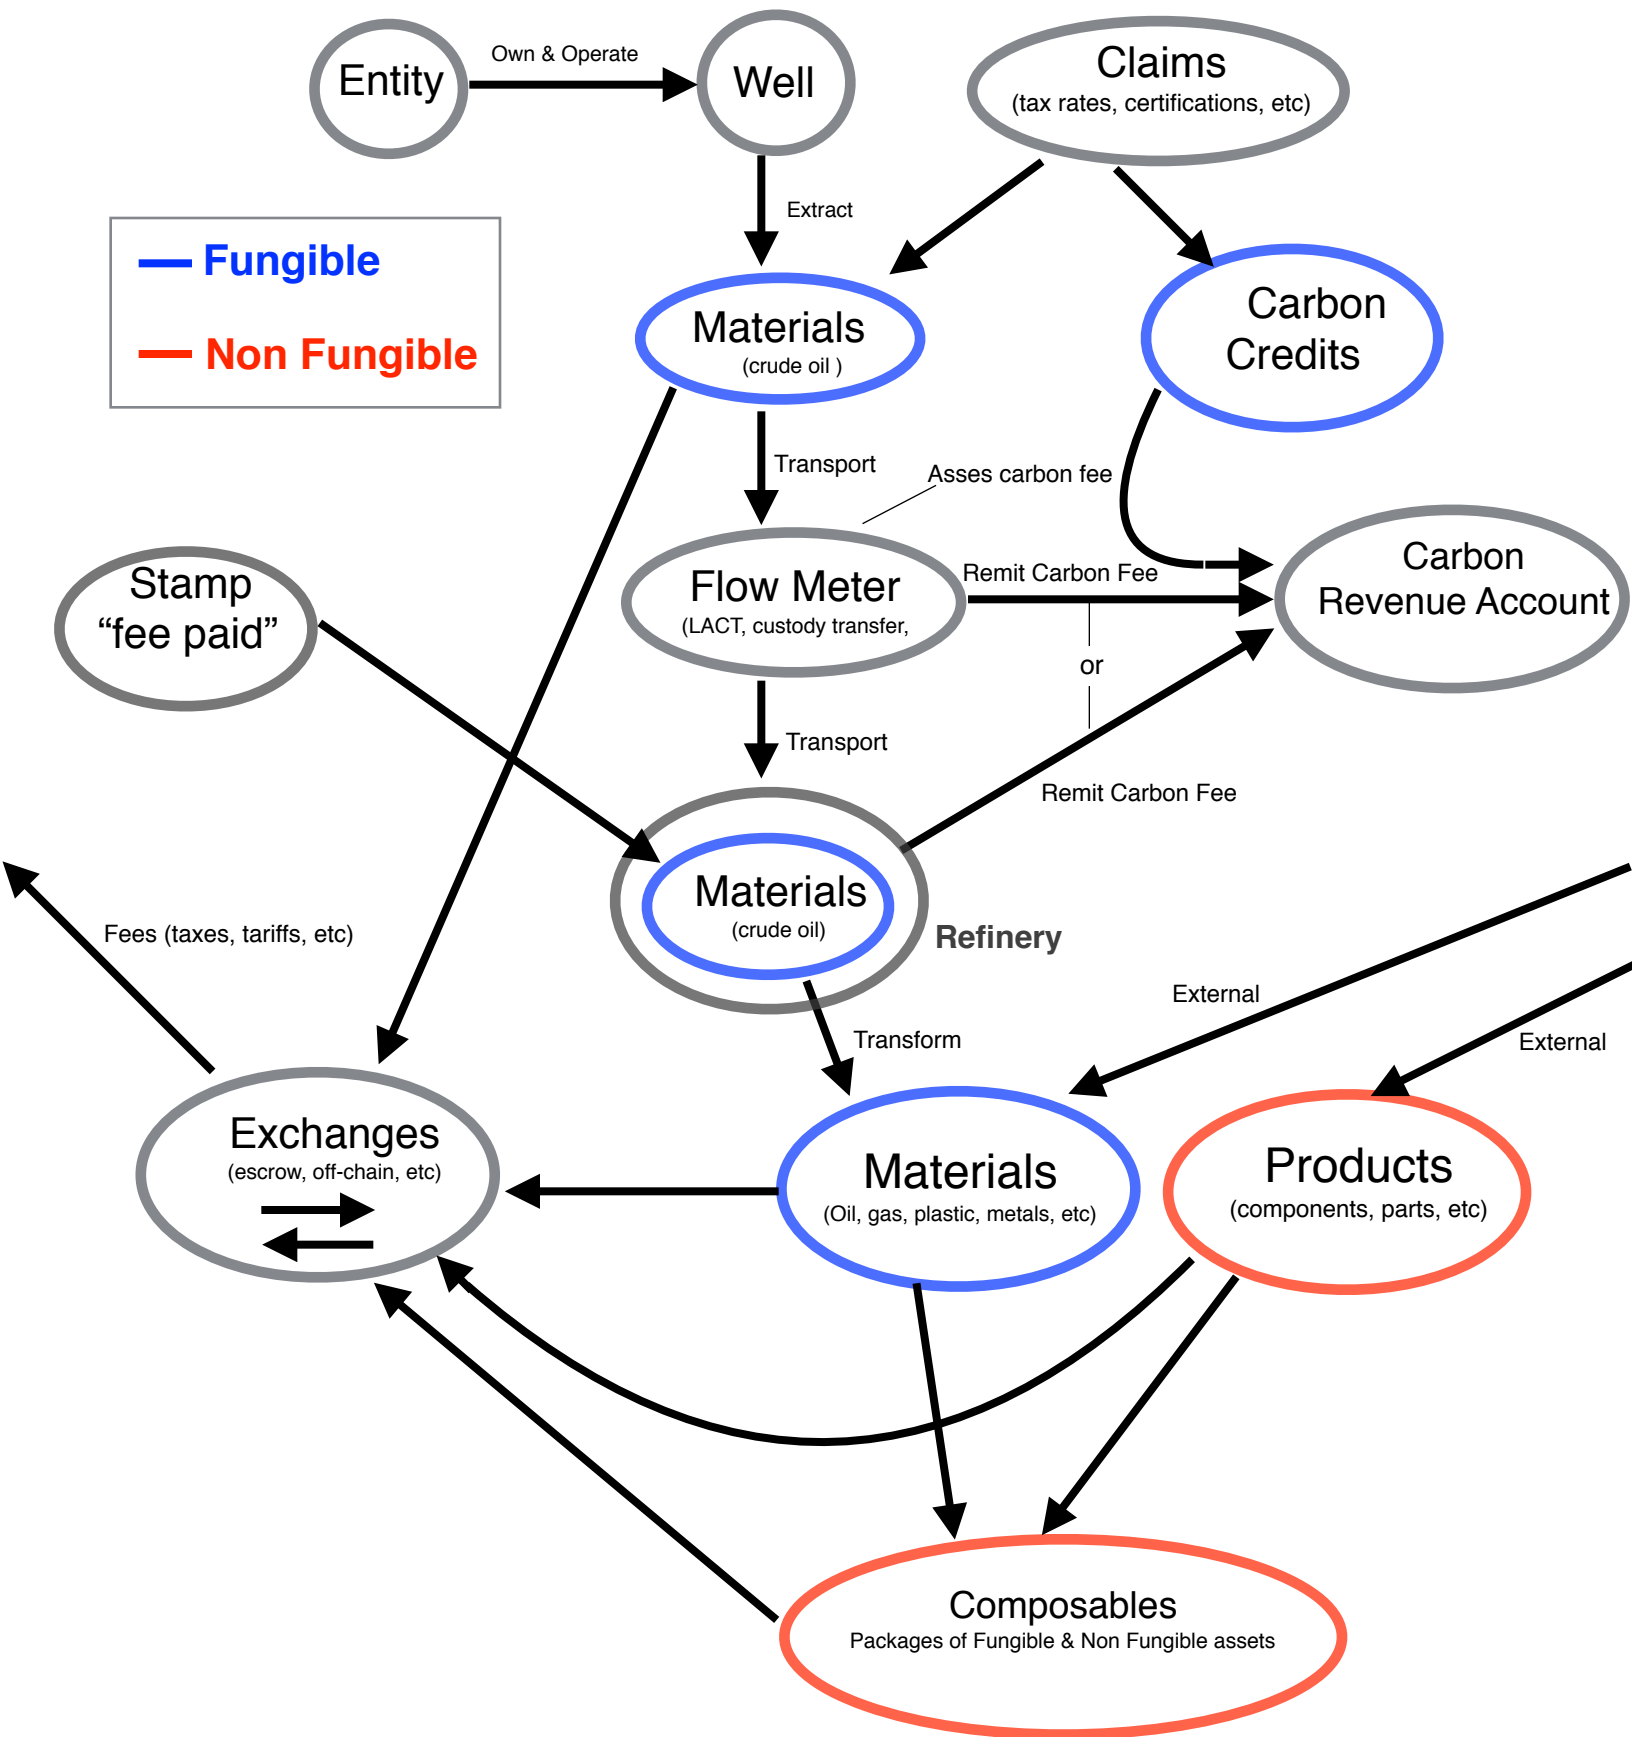 Entity
Own & Operate
Well
Claims
(tax rates, certifications, etc)
Extract
Fungible
Non Fungible
Materials
(crude oil )
Carbon
Credits
Transport
Asses carbon fee
Stamp
“fee paid”
Flow Meter
(LACT, custody transfer,
Remit Carbon Fee
Carbon
Revenue Account
or
Transport
Remit Carbon Fee
Materials
(crude oil)
Refinery
Fees (taxes, tariffs, etc)
External
External
Transform
Exchanges
(escrow, off-chain, etc)
Materials
(Oil, gas, plastic, metals, etc)
Products
(components, parts, etc)
Composables
Packages of Fungible & Non Fungible assets